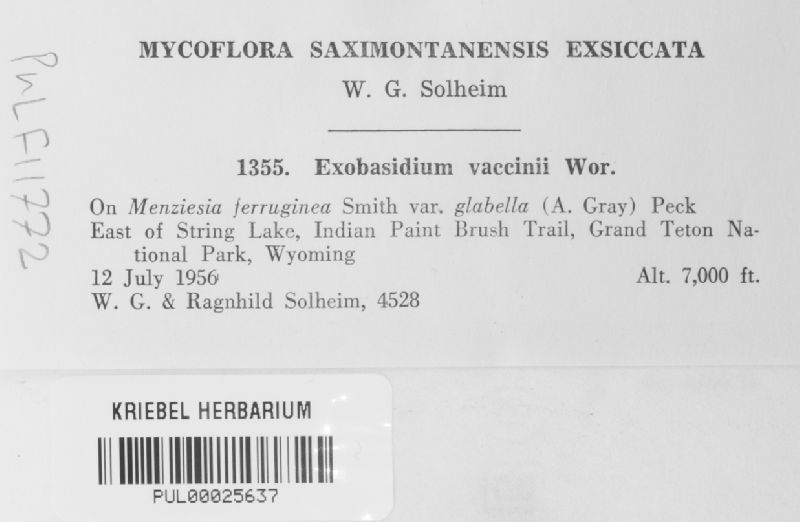 MYCOFLORA SAXIMONTANENSIS EXSICCATA
W. G. Solheim
1355. Exobasidium vaccinii Wor.
On Menziesia ferruginea Smith var. glabella (A. Gray) Peck
East of String Lake, Indian Paint Brush Trail, Grand Teton Na-
tional Park, Wyoming
12 July 1956 Alt. 7,000 ft.
W. G. & Ragnhild Solheim, 4528
PUL F11772
KRIEBEL HERBARIUM
PUL00025637